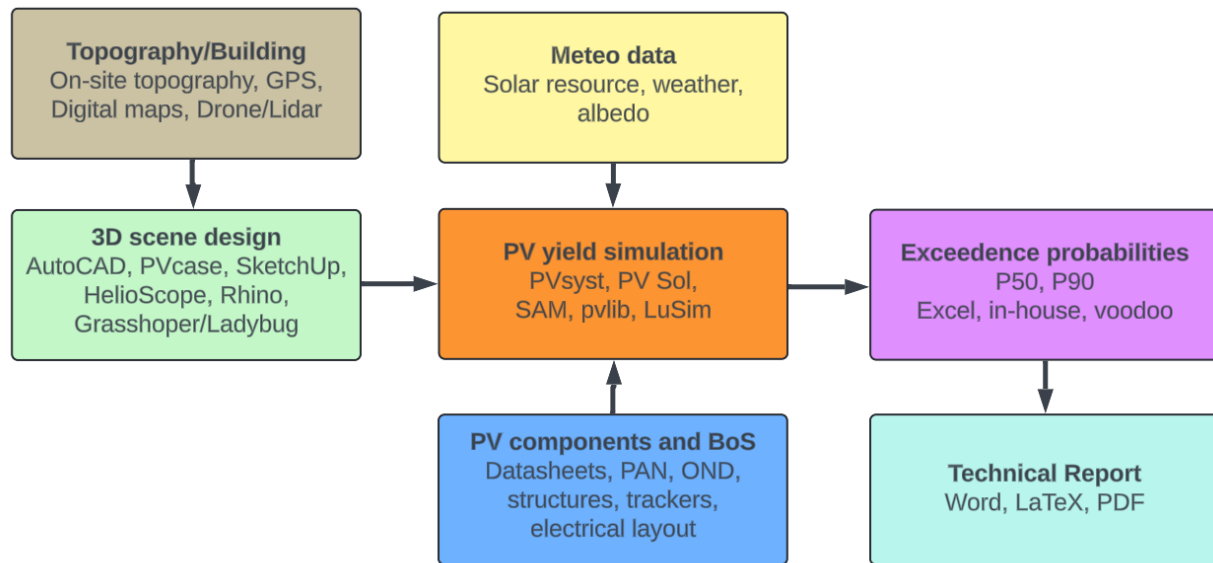 Topography/Building
On-site topography, GPS,
Digital maps, Drone/Lidar
Meteo data
Solar resource, weather,
albedo
3D scene design
AutoCAD, PVcase, SketchUp,
HelioScope, Rhino,
Grasshoper/Ladybug
PV yield simulation
PVsyst, PV Sol,
SAM, pvlib, LuSim
Exceedence probabilities
P50, P90
Excel, in-house, voodoo
PV components and BoS
Datasheets, PAN, OND,
structures, trackers,
electrical layout
Technical Report
Word, LaTeX, PDF